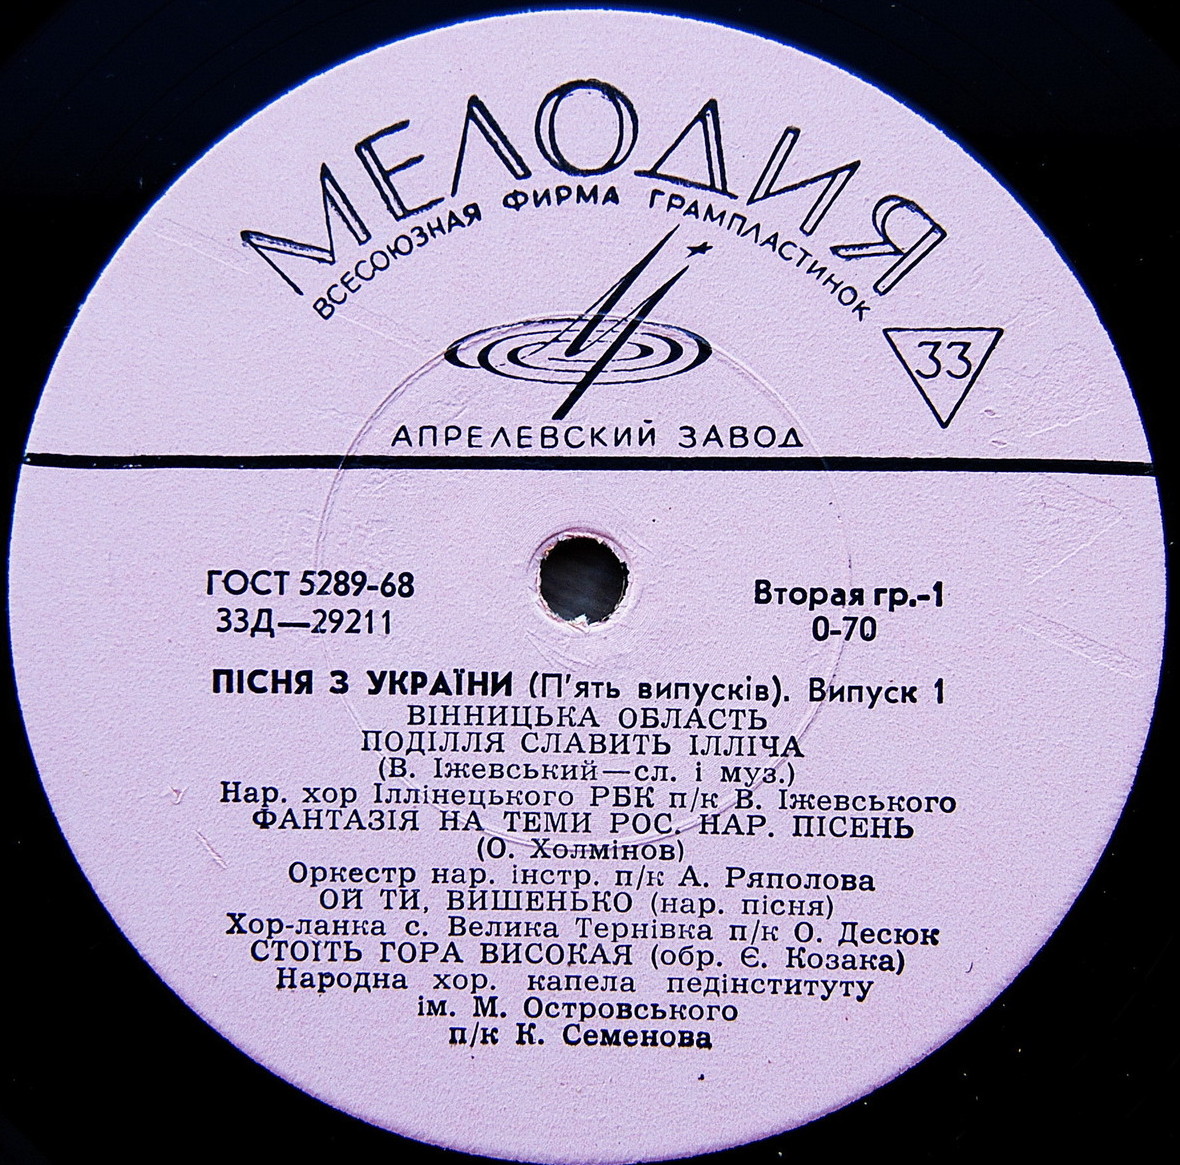 МЕЛОДИЯ
ВСЕСОЮЗНАЯ ФИРМА ГРАМПЛАСТИНОК
33
АПРЕЛЕВСКИЙ ЗАВОД
ГОСТ 5289-68
33Д—29211
Вторая гр.-1
0-70
ПІСНЯ З УКРАЇНИ (П'ять випусків). Випуск 1
ВІННИЦЬКА ОБЛАСТЬ
ПОДІЛЛЯ СЛАВИТЬ ІЛЛІЧА
(В. Їжевський—сл. і муз.)
Нар. хор Іллінецького РБК п/к В. Їжевського
ФАНТАЗІЯ НА ТЕМИ РОС. НАР. ПІСЕНЬ
(О. Холмінов)
Оркестр нар. інстр. п/к А. Ряполова
ОЙ ТИ, ВИШЕНЬКО (нар. пісня)
Хор-ланка с. Велика Тернівка п/к О. Десюк
СТОЇТЬ ГОРА ВИСОКАЯ (обр. Є. Козака)
Народна хор. капела педінституту
ім. М. Островського
п/к К. Семенова